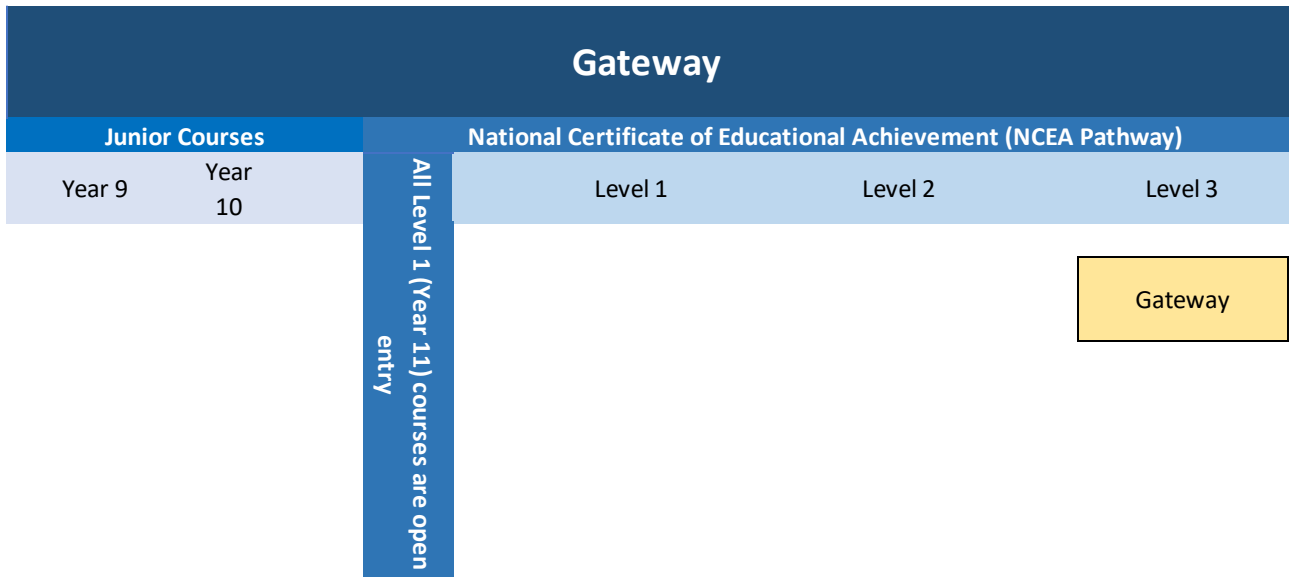 Gateway
Junior Courses
National Certificate of Educational Achievement (NCEA Pathway)
Year 9
Year
10
All Level 1 (Year 11) courses are open
entry
Level 1
Level 2
Level 3
Gateway